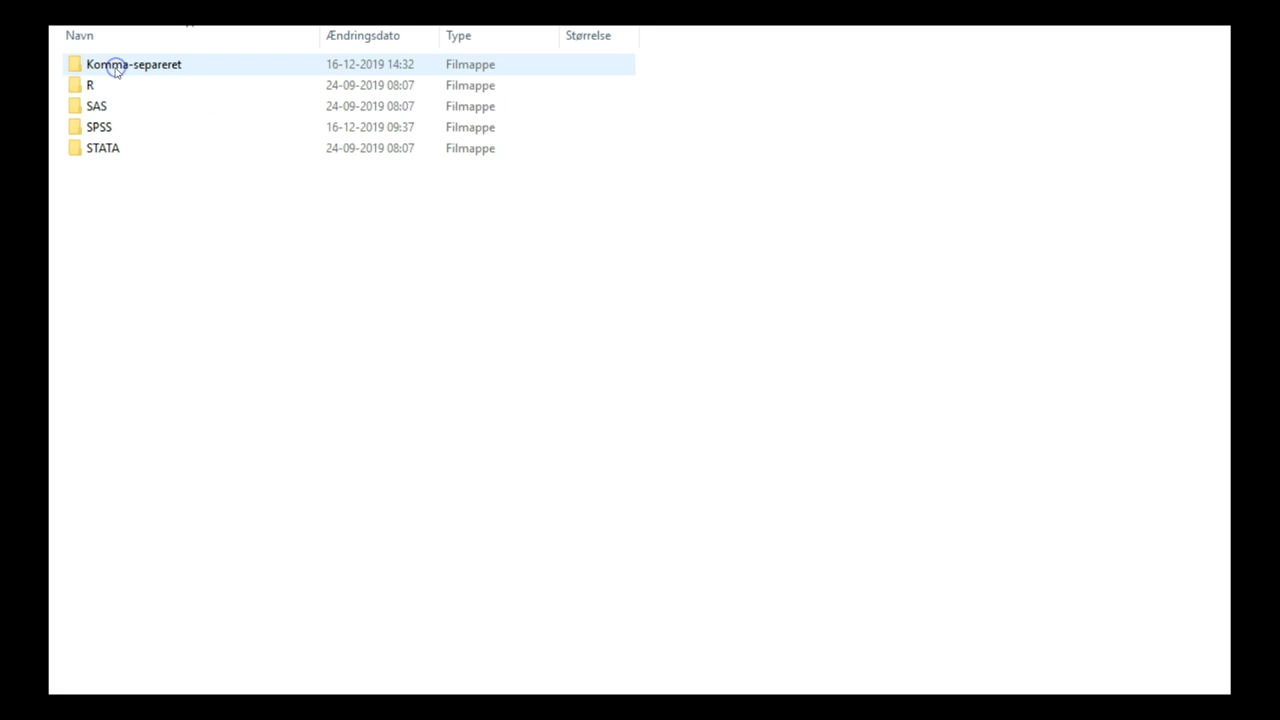 Navn Ændringsdato Type Størrelse
Komma-separeret 16-12-2019 14:32 Filmappe
R 24-09-2019 08:07 Filmappe
SAS 24-09-2019 08:07 Filmappe
SPSS 16-12-2019 09:37 Filmappe
STATA 24-09-2019 08:07 Filmappe